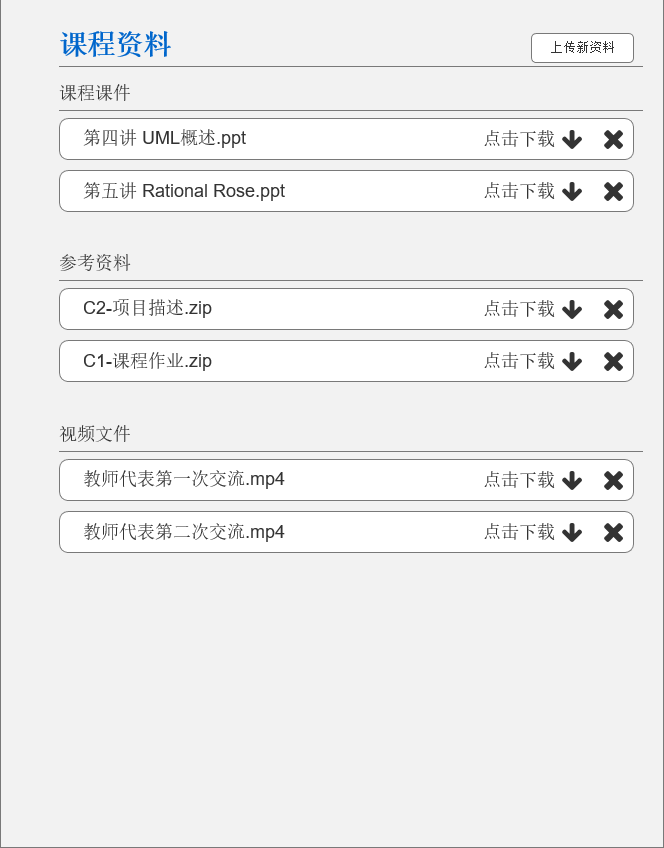 课程资料
上传新资料
课程课件
第四讲 UML概述.ppt 点击下载
第五讲 Rational Rose.ppt 点击下载
参考资料
C2-项目描述.zip 点击下载
C1-课程作业.zip 点击下载
视频文件
教师代表第一次交流.mp4 点击下载
教师代表第二次交流.mp4 点击下载